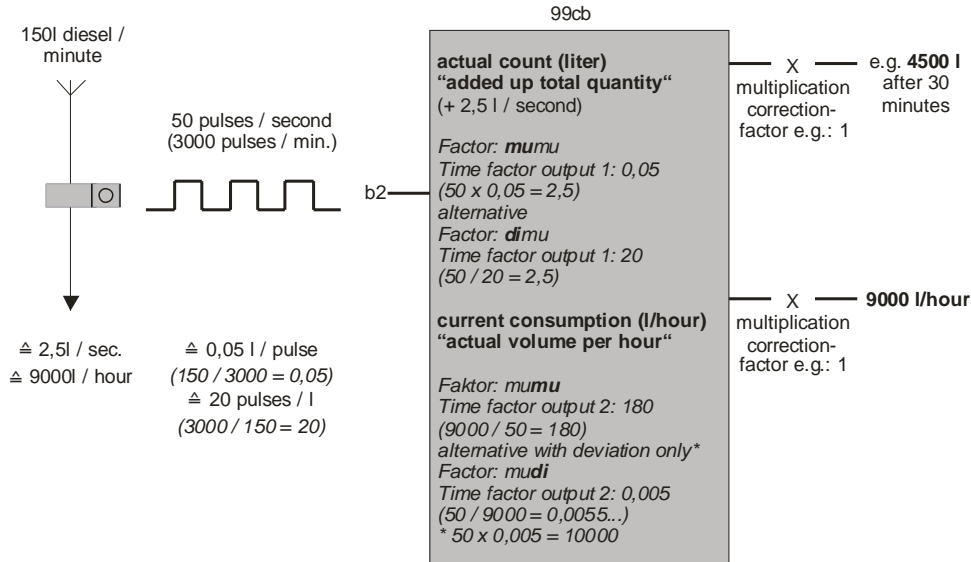 99cb
150l diesel /
minute
50 pulses / second
(3000 pulses / min.)
b2
≙ 2,5l / sec.
≙ 9000l / hour
≙ 0,05 l / pulse
(150 / 3000 = 0,05)
≙ 20 pulses / l
(3000 / 150 = 20)
actual count (liter)
"added up total quantity"
(+ 2,5 l / second)
Factor: mumu
Time factor output 1: 0,05
(50 x 0,05 = 2,5)
alternative
Factor: dimu
Time factor output 1: 20
(50 / 20 = 2,5)
current consumption (l/hour)
"actual volume per hour"
Faktor: mumu
Time factor output 2: 180
(9000 / 50 = 180)
alternative with deviation only*
Factor: mudi
Time factor output 2: 0,005
(50 / 9000 = 0,0055...)
* 50 x 0,005 = 10000
X
multiplication
correction-
factor e.g.: 1
e.g. 4500 l
after 30
minutes
X
multiplication
correction-
factor e.g.: 1
9000 l/hour